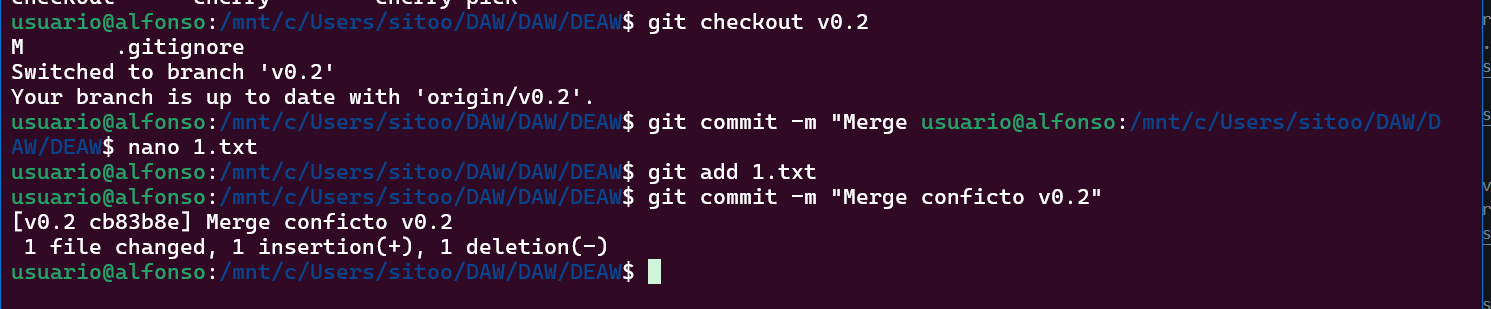 checkout cherry cherry-pick
usuario@alfonso:/mnt/c/Users/sitoo/DAW/DAW/DEAW$ git checkout v0.2
M       .gitignore
Switched to branch 'v0.2'
Your branch is up to date with 'origin/v0.2'.
usuario@alfonso:/mnt/c/Users/sitoo/DAW/DAW/DEAW$ git commit -m "Merge usuario@alfonso:/mnt/c/Users/sitoo/DAW/D
AW/DEAW$ nano 1.txt
usuario@alfonso:/mnt/c/Users/sitoo/DAW/DAW/DEAW$ git add 1.txt
usuario@alfonso:/mnt/c/Users/sitoo/DAW/DAW/DEAW$ git commit -m "Merge conficto v0.2"
[v0.2 cb83b8e] Merge conficto v0.2
 1 file changed, 1 insertion(+), 1 deletion(-)
usuario@alfonso:/mnt/c/Users/sitoo/DAW/DAW/DEAW$